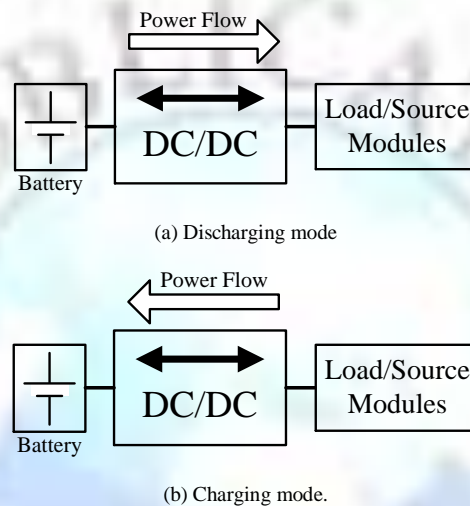 Power Flow
DC/DC
Load/Source
Modules
Battery
(a) Discharging mode
Power Flow
DC/DC
Load/Source
Modules
Battery
(b) Charging mode.